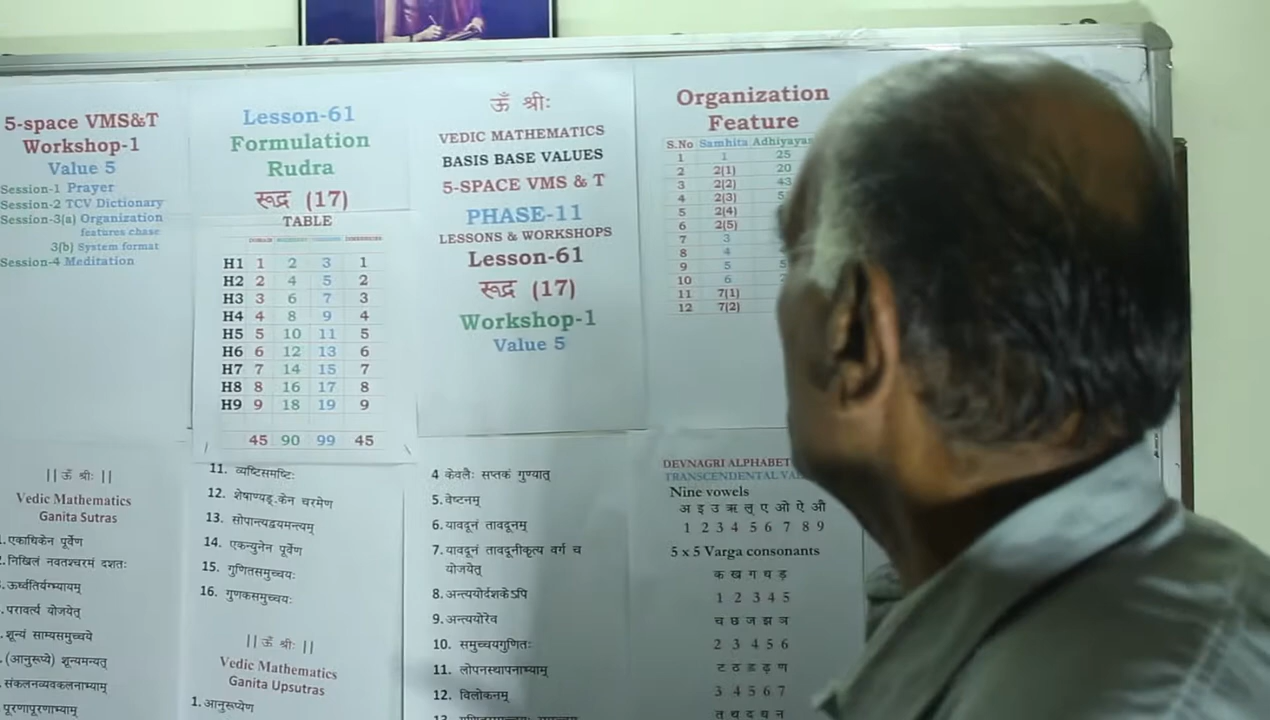 5-space VMS&T
Workshop-1
Value 5
Session-1 Prayer
Session-2 TCV Dictionary
Session-3(a) Organization
features chase
3(b) System format
Session-4 Meditation
Lesson-61
Formulation
Rudra
रूद्र (17)
TABLE
H1 1 2 3 1
H2 2 4 5 2
H3 3 6 7 3
H4 4 8 9 4
H5 5 10 11 5
H6 6 12 13 6
H7 7 14 15 7
H8 8 16 17 8
H9 9 18 19 9
45 90 99 45
ॐ श्रीः
VEDIC MATHEMATICS
BASIS BASE VALUES
5-SPACE VMS & T
PHASE-11
LESSONS & WORKSHOPS
Lesson-61
रूद्र (17)
Workshop-1
Value 5
Organization
Feature
S.No Samhita
1 1 25
2 2(1) 20
3 2(2) 43
4 2(3)
5 2(4)
6 2(5)
7 3
8 4
9 5
10 6
11 7(1)
12 7(2)
|| ॐ श्रीः ||
Vedic Mathematics
Ganita Sutras
एकाधिकेन पूर्वेण
निखिलं नवतश्चरमं दशतः
ऊर्ध्वतिर्यग्भ्यायम्
परावर्त्य योजयेत्
शून्यं साम्यसमुच्चये
(आनुरूप्ये) शून्यमन्यत्
संकलनव्यवकलनाभ्याम्
पूरणापूरणाभ्याम्
11. व्यष्टिसमष्टिः
12. शेषाण्यङ्केन चरमेण
13. सोपान्त्यद्वयमन्त्यम्
14. एकन्युनेन पूर्वेण
15. गुणितसमुच्चयः
16. गुणकसमुच्चयः
|| ॐ श्रीः ||
Vedic Mathematics
Ganita Upsutras
1. आनुरूप्येण
4 केवलैः सप्तकं गुण्यात्
5. वेष्टनम्
6. यावदूनं तावदूनम्
7. यावदूनं तावदूनीकृत्य वर्ग च
योजयेत्
8. अन्त्ययोर्दशकेऽपि
9. अन्त्ययोरेव
10. समुच्चयगुणितः
11. लोपनस्थापनाभ्याम्
12. विलोकनम्
DEVNAGRI ALPHABET
TRANSCENDENTAL
Nine vowels
अ इ उ ऋ लृ ए ओ ऐ औ
1 2 3 4 5 6 7 8 9
5 x 5 Varga consonants
क ख ग घ ङ
1 2 3 4 5
च छ ज झ ञ
2 3 4 5 6
ट ठ ड ढ ण
3 4 5 6 7
त थ द ध न